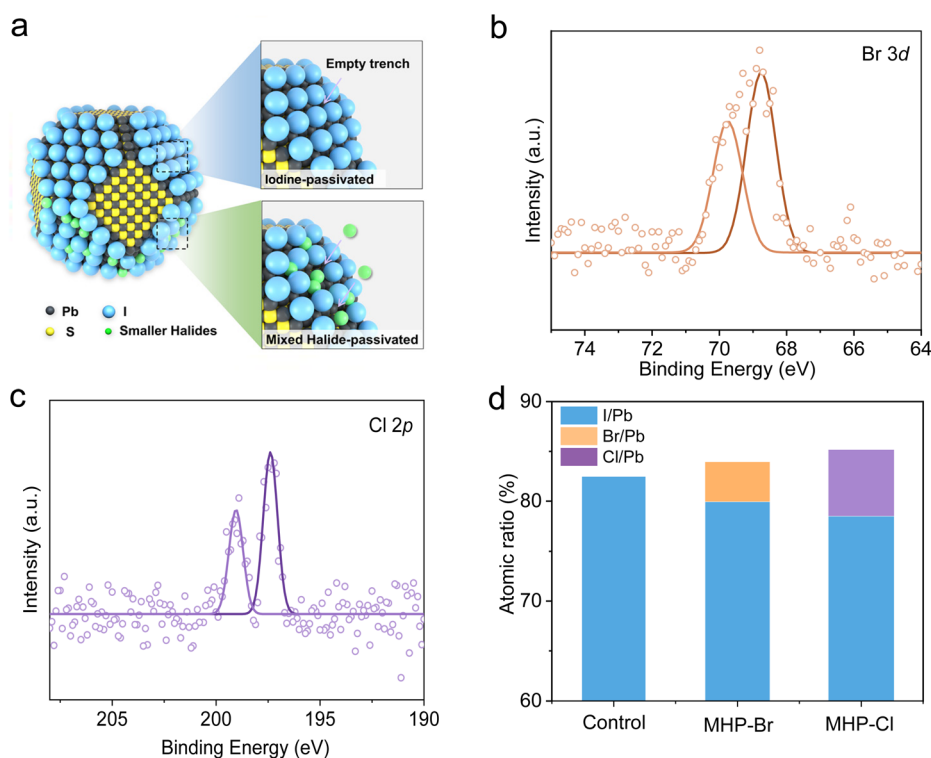 a
Empty trench
Iodine-passivated
Mixed Halide-passivated
Pb
I
S
Smaller Halides
b
Br 3d
Intensity (a.u.)
74
72
70
68
66
64
Binding Energy (eV)
c
Cl 2p
Intensity (a.u.)
205
200
195
190
Binding Energy (eV)
d
I/Pb
Br/Pb
Cl/Pb
Atomic ratio (%)
90
80
70
60
Control
MHP-Br
MHP-Cl